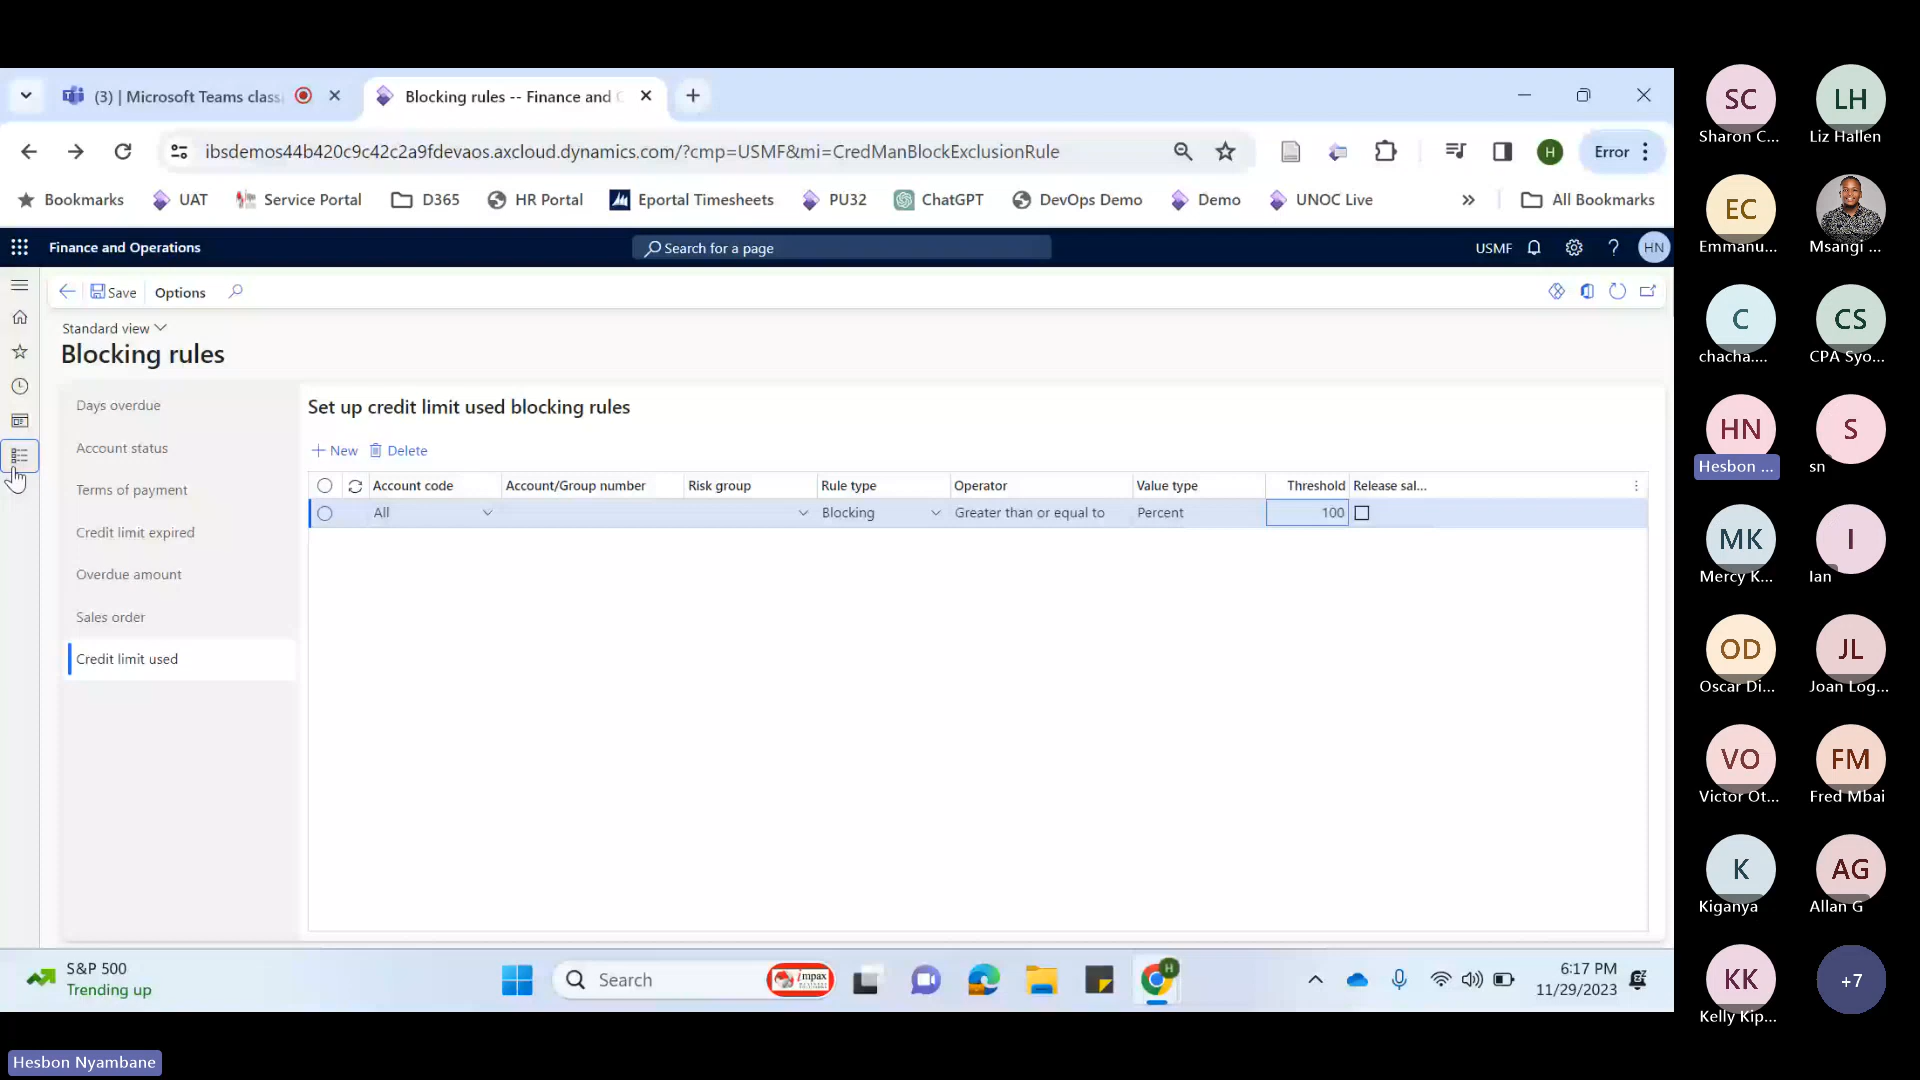 (3) | Microsoft Teams class
Blocking rules -- Finance and
ibsdemos44b420c9c42c2a9fdevaos.axcloud.dynamics.com/?cmp=USMF&mi=CredManBlockExclusionRule
H
Error
Bookmarks
UAT
Service Portal
D365
HR Portal
Eportal Timesheets
PU32
ChatGPT
DevOps Demo
Demo
UNOC Live
»
All Bookmarks
Finance and Operations
Search for a page
USMF
HN
Save
Options
Standard view
Blocking rules
Days overdue
Account status
Terms of payment
Credit limit expired
Overdue amount
Sales order
Credit limit used
Set up credit limit used blocking rules
New
Delete
Account code Account/Group number Risk group Rule type Operator Value type Threshold Release sal...
All Blocking Greater than or equal to Percent 100
S&P 500
Trending up
Search
impax
H
6:17 PM
11/29/2023
SC
Sharon C...
LH
Liz Hallen
EC
Emmanu...
Msangi ...
C
chacha....
CS
CPA Syo...
HN
Hesbon ...
S
sn
MK
Mercy K...
I
Ian
OD
Oscar Di...
JL
Joan Log...
VO
Victor Ot...
FM
Fred Mbai
K
Kiganya
AG
Allan G
KK
Kelly Kip...
+7
Hesbon Nyambane